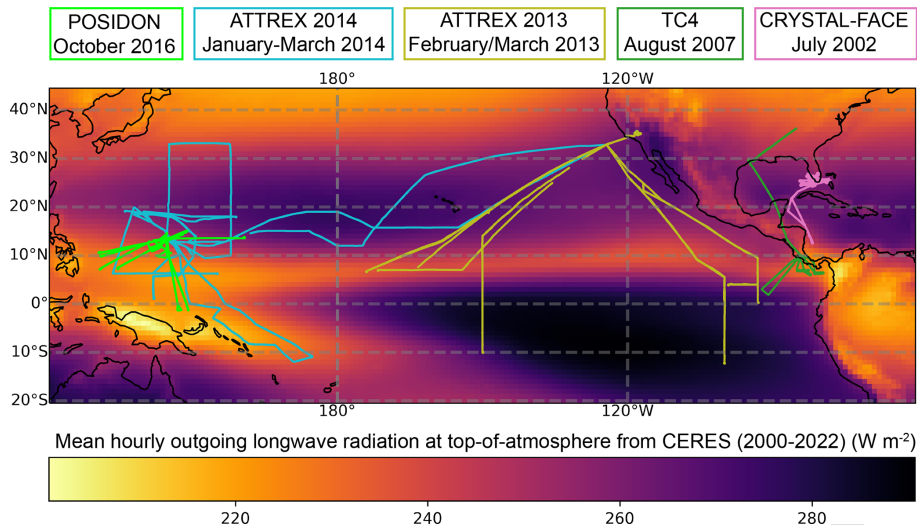 POSIDON
October 2016
ATTREX 2014
January-March 2014
ATTREX 2013
February/March 2013
TC4
August 2007
CRYSTAL-FACE
July 2002
180°
120°W
40°N
30°N
20°N
10°N
0°
10°S
20°S
180°
120°W
Mean hourly outgoing longwave radiation at top-of-atmosphere from CERES (2000-2022) (W m⁻²)
220
240
260
280